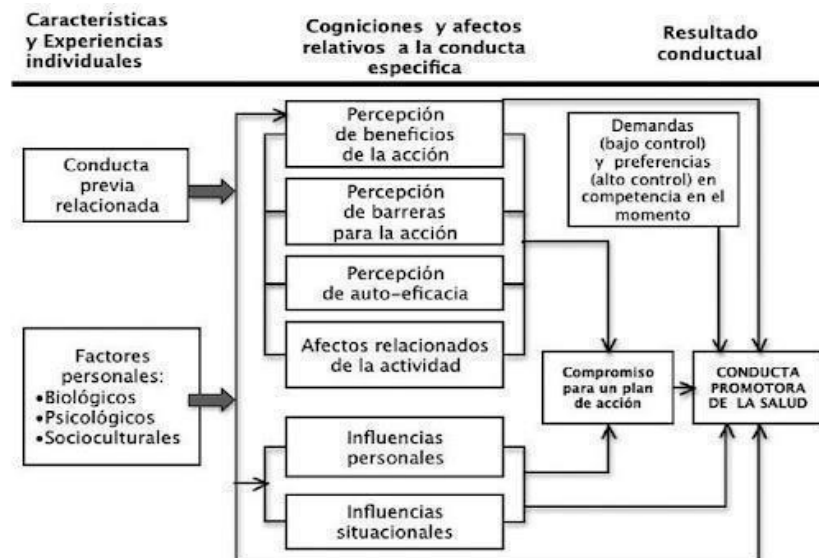 Características
y Experiencias
individuales
Cogniciones y afectos
relativos a la conducta
especifica
Resultado
conductual
Conducta
previa
relacionada
Factores
personales:
•Biológicos
•Psicológicos
•Socioculturales
Percepción
de beneficios
de la acción
Percepción
de barreras
para la acción
Percepción
de auto-eficacia
Afectos relacionados
de la actividad
Influencias
personales
Influencias
situacionales
Demandas
(bajo control)
y preferencias
(alto control) en
competencia en el
momento
Compromiso
para un plan
de acción
CONDUCTA
PROMOTORA
DE LA SALUD